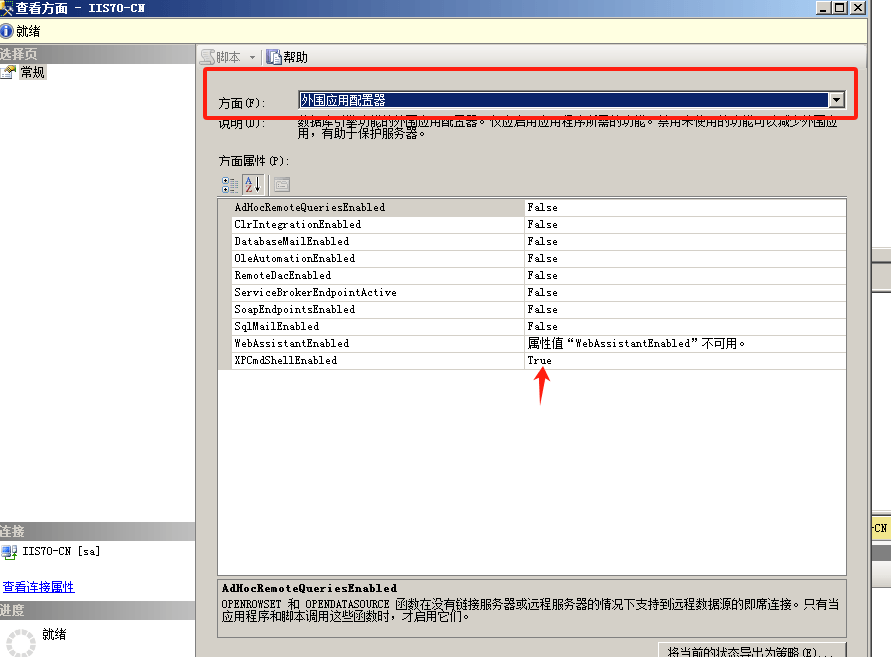 查看方面 - IIS70-CN
就绪
选择页
常规
脚本 帮助
方面(F): 外围应用配置器
说明(D): 数据库引擎功能的外围应用配置器。仅应启用应用程序所需的功能。禁用未使用的功能可以减少外围应
用，有助于保护服务器。
方面属性(P):
AdHocRemoteQueriesEnabled False
ClrIntegrationEnabled False
DatabaseMailEnabled False
OleAutomationEnabled False
RemoteDacEnabled False
ServiceBrokerEndpointActive False
SoapEndpointsEnabled False
SqlMailEnabled False
WebAssistantEnabled 属性值“WebAssistantEnabled”不可用。
XPCmdShellEnabled True
连接
IIS70-CN [sa]
查看连接属性
进度
就绪
AdHocRemoteQueriesEnabled
OPENROWSET 和 OPENDATASOURCE 函数在没有链接服务器或远程服务器的情况下支持到远程数据源的即席连接。只有当
应用程序和脚本调用这些函数时，才启用它们。
将当前的状态导出为策略(E)...
-CN